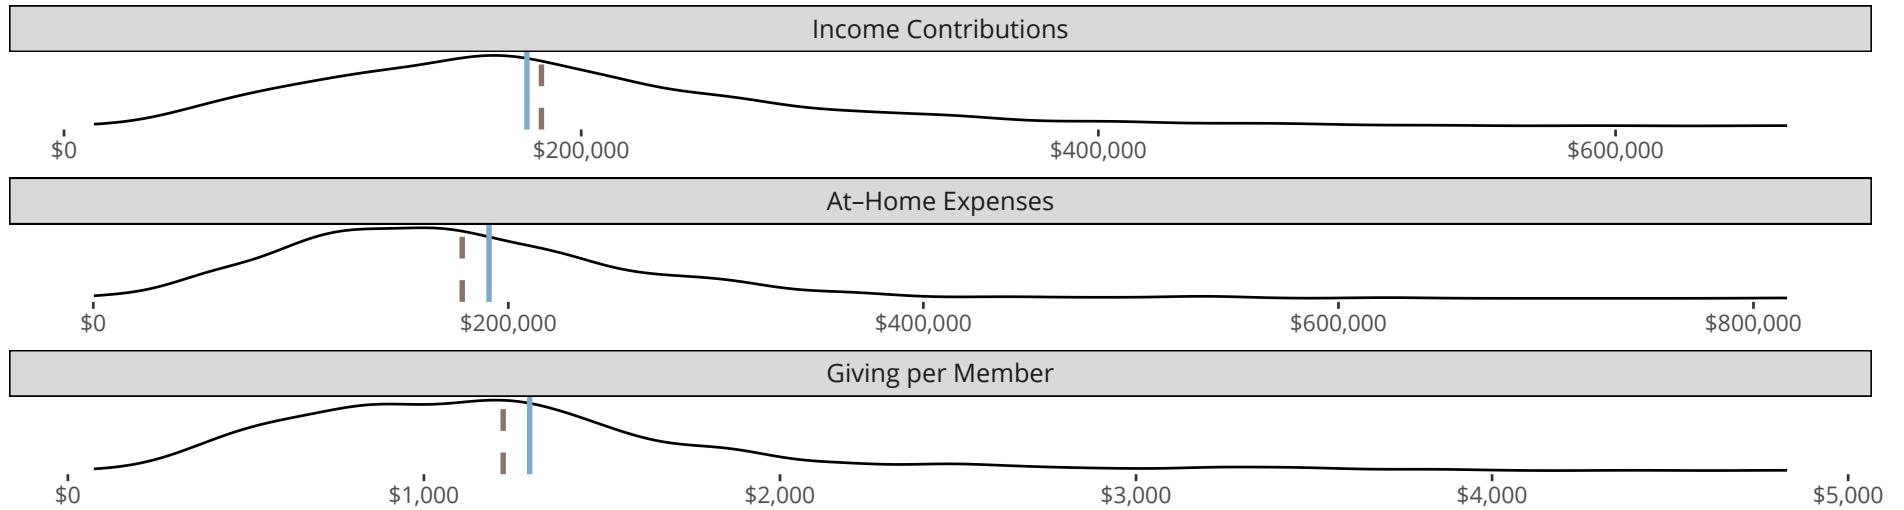 Income Contributions
$0 $200,000 $400,000 $600,000
At–Home Expenses
$0 $200,000 $400,000 $600,000 $800,000
Giving per Member
$0 $1,000 $2,000 $3,000 $4,000 $5,000